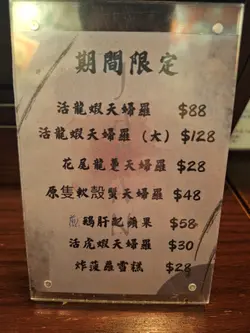 期間限定
活龍蝦天婦羅 $88
活龍蝦天婦羅（大） $128
花尾龍躉天婦羅 $28
原隻軟殼蟹天婦羅 $48
煎鵝肝配蘋果 $58
活虎蝦天婦羅 $30
炸菠蘿雪糕 $28